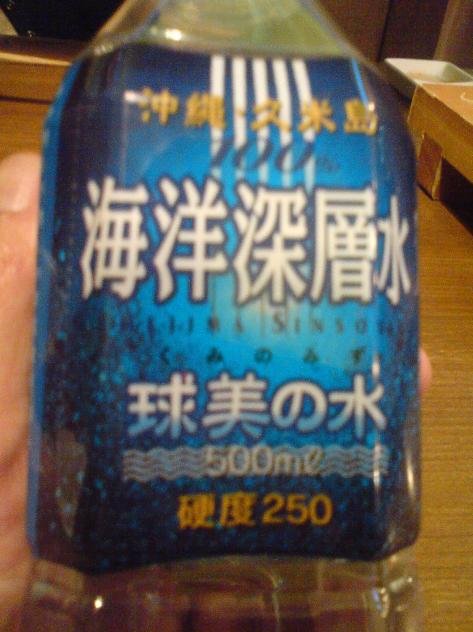 沖縄・久米島
100%
海洋深層水
くみのみず
球美の水
500ml
硬度250